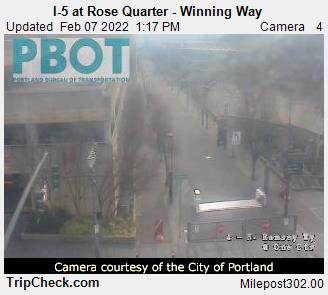 I-5 at Rose Quarter - Winning Way
Updated Feb 07 2022 1:17 PM Camera 4
PBOT
PORTLAND BUREAU OF TRANSPORTATION
Camera courtesy of the City of Portland
TripCheck.com Milepost302.00